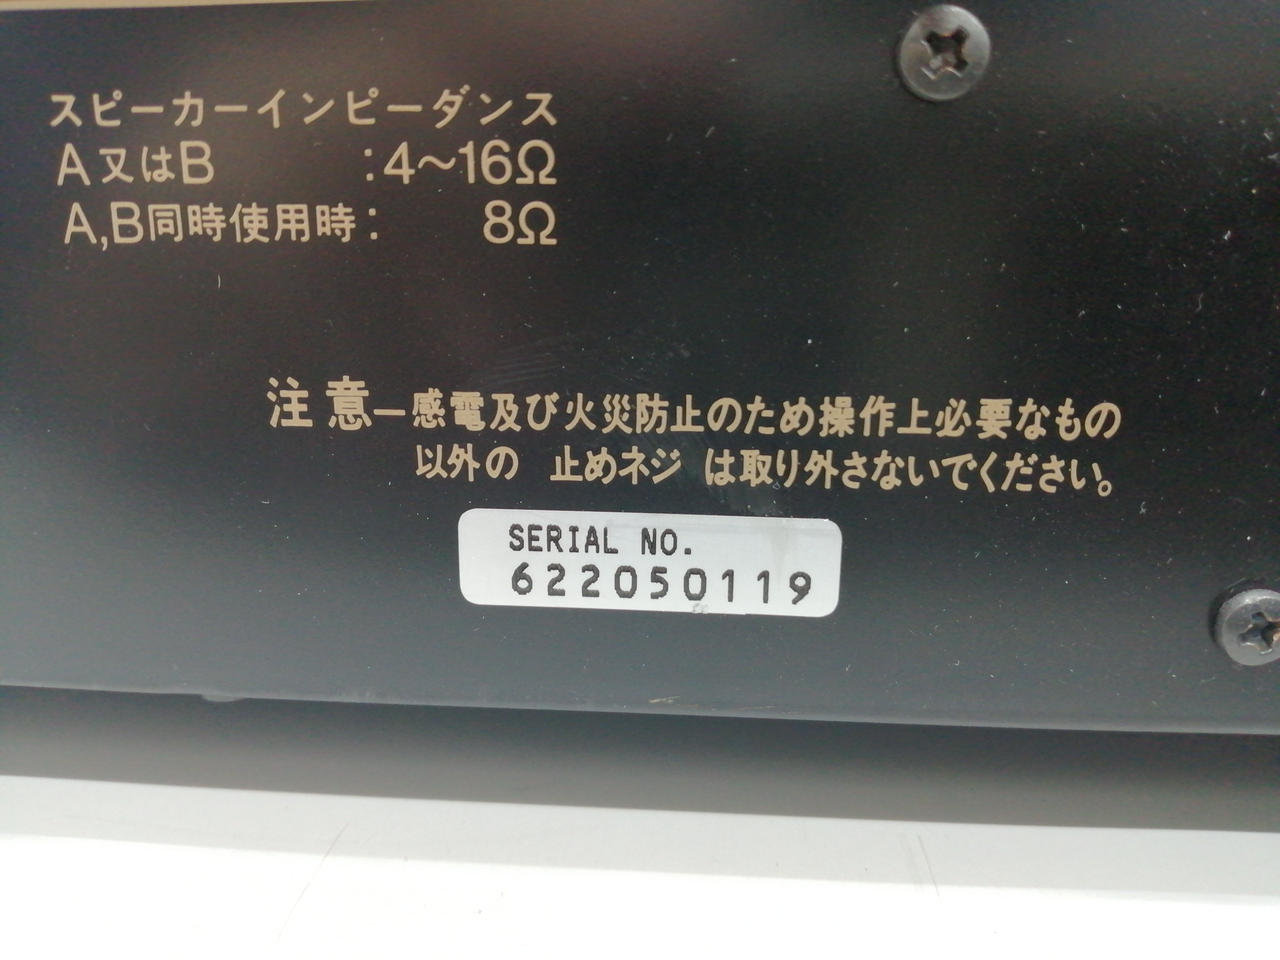 スピーカーインピーダンス
A又はB :4〜16Ω
A,B同時使用時: 8Ω
注意−感電及び火災防止のため操作上必要なもの
以外の 止めネジ は取り外さないでください。
SERIAL NO.
622050119